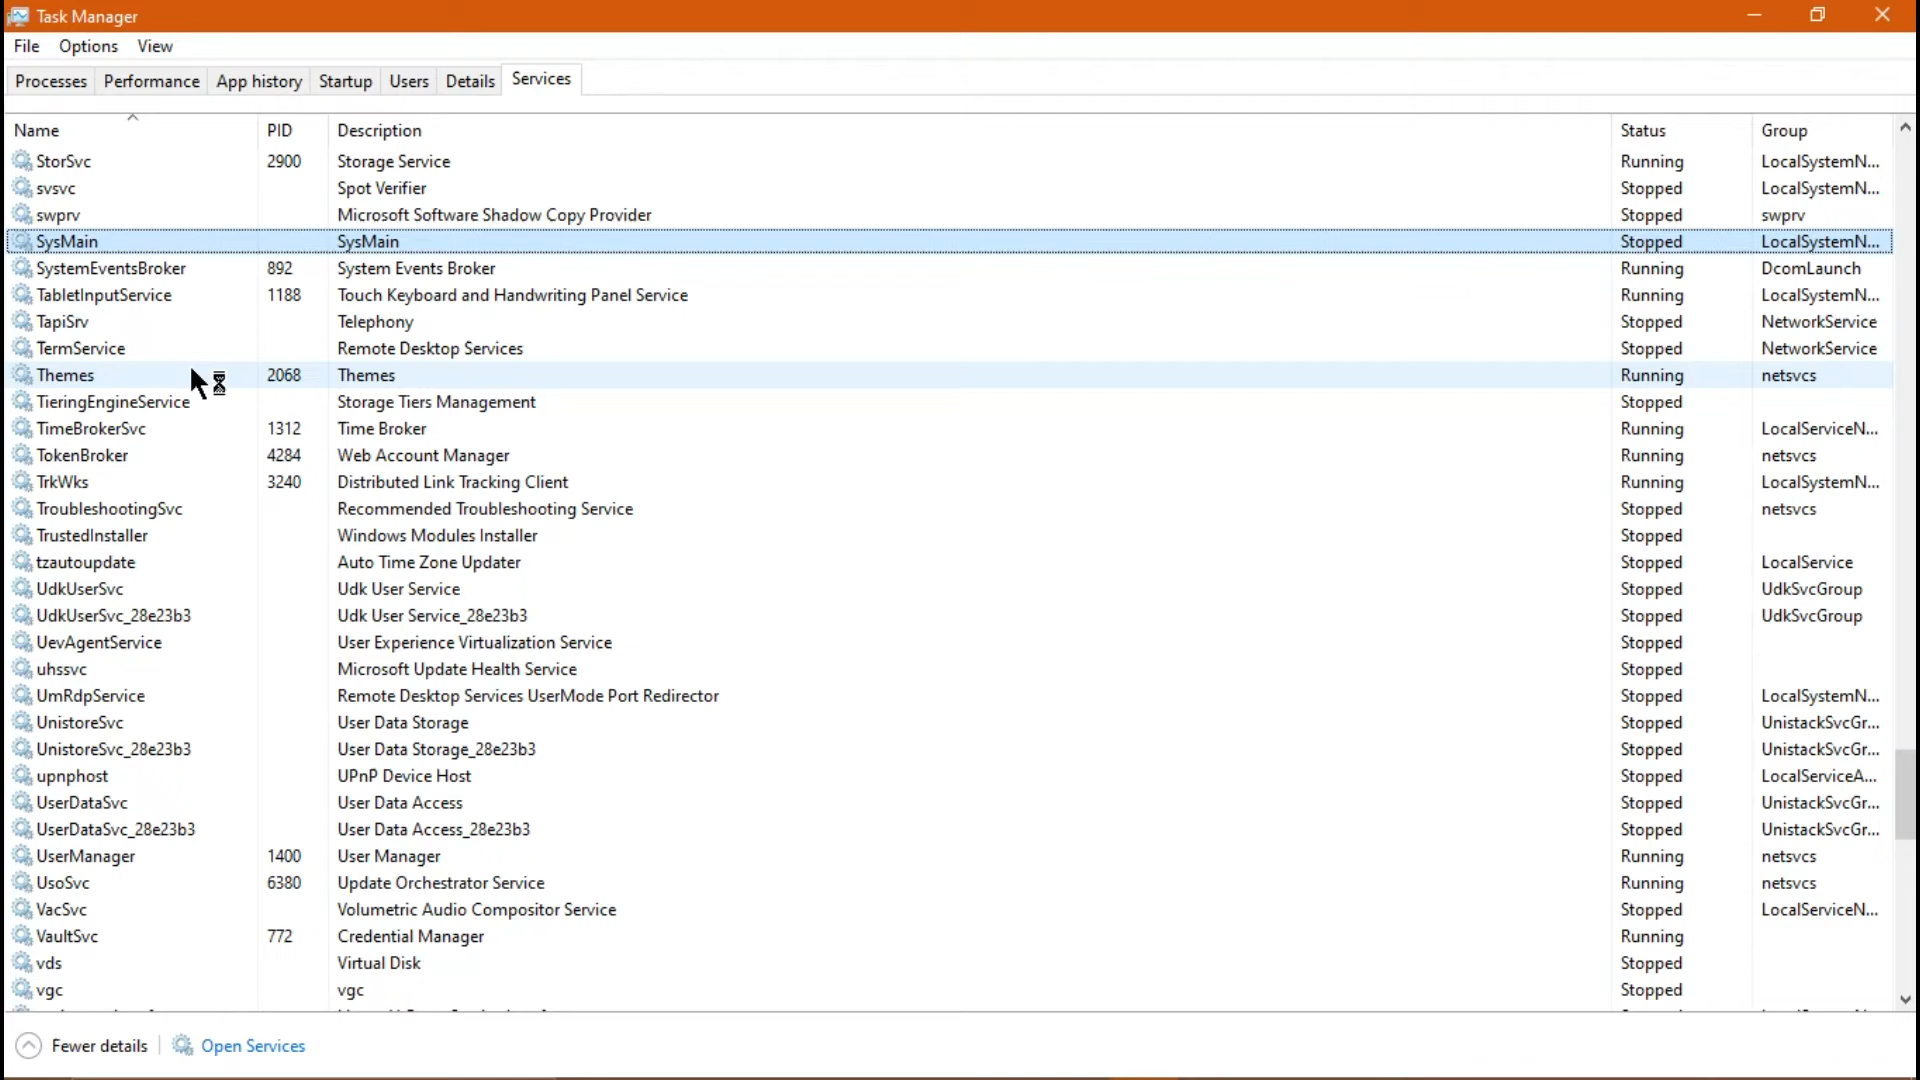 Task Manager
File Options View
Processes Performance App history Startup Users Details Services
Name PID Description Status Group
StorSvc 2900 Storage Service Running LocalSystemN...
svsvc Spot Verifier Stopped LocalSystemN...
swprv Microsoft Software Shadow Copy Provider Stopped swprv
SysMain SysMain Stopped LocalSystemN...
SystemEventsBroker 892 System Events Broker Running DcomLaunch
TabletInputService 1188 Touch Keyboard and Handwriting Panel Service Running LocalSystemN...
TapiSrv Telephony Stopped NetworkService
TermService Remote Desktop Services Stopped NetworkService
Themes 2068 Themes Running netsvcs
TieringEngineService Storage Tiers Management Stopped
TimeBrokerSvc 1312 Time Broker Running LocalServiceN...
TokenBroker 4284 Web Account Manager Running netsvcs
TrkWks 3240 Distributed Link Tracking Client Running LocalSystemN...
TroubleshootingSvc Recommended Troubleshooting Service Stopped netsvcs
TrustedInstaller Windows Modules Installer Stopped
tzautoupdate Auto Time Zone Updater Stopped LocalService
UdkUserSvc Udk User Service Stopped UdkSvcGroup
UdkUserSvc_28e23b3 Udk User Service_28e23b3 Stopped UdkSvcGroup
UevAgentService User Experience Virtualization Service Stopped
uhssvc Microsoft Update Health Service Stopped
UmRdpService Remote Desktop Services UserMode Port Redirector Stopped LocalSystemN...
UnistoreSvc User Data Storage Stopped UnistackSvcGr...
UnistoreSvc_28e23b3 User Data Storage_28e23b3 Stopped UnistackSvcGr...
upnphost UPnP Device Host Stopped LocalServiceA...
UserDataSvc User Data Access Stopped UnistackSvcGr...
UserDataSvc_28e23b3 User Data Access_28e23b3 Stopped UnistackSvcGr...
UserManager 1400 User Manager Running netsvcs
UsoSvc 6380 Update Orchestrator Service Running netsvcs
VacSvc Volumetric Audio Compositor Service Stopped LocalServiceN...
VaultSvc 772 Credential Manager Running
vds Virtual Disk Stopped
vgc vgc Stopped
Fewer details Open Services